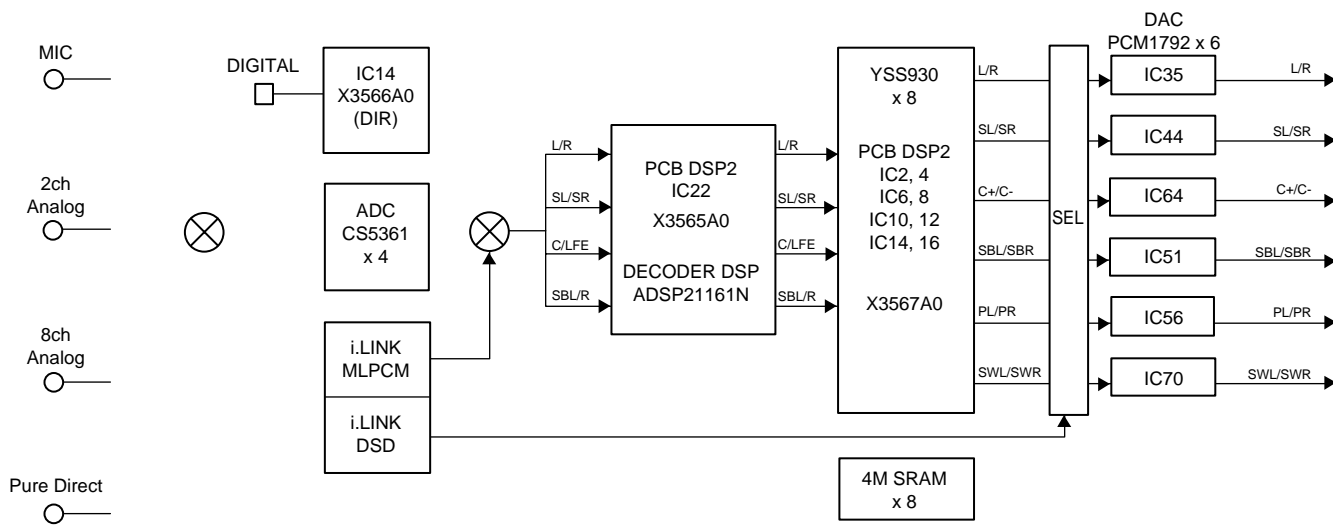 MIC
2ch
Analog
8ch
Analog
Pure Direct
DIGITAL
IC14
X3566A0
(DIR)
ADC
CS5361
x 4
i.LINK
MLPCM
i.LINK
DSD
L/R
SL/SR
C/LFE
SBL/R
PCB DSP2
IC22
X3565A0
DECODER DSP
ADSP21161N
L/R
SL/SR
C/LFE
SBL/R
YSS930
x 8
PCB DSP2
IC2, 4
IC6, 8
IC10, 12
IC14, 16
X3567A0
4M SRAM
x 8
L/R
SL/SR
C+/C-
SBL/SBR
PL/PR
SWL/SWR
SEL
DAC
PCM1792 x 6
IC35
IC44
IC64
IC51
IC56
IC70
L/R
SL/SR
C+/C-
SBL/SBR
PL/PR
SWL/SWR